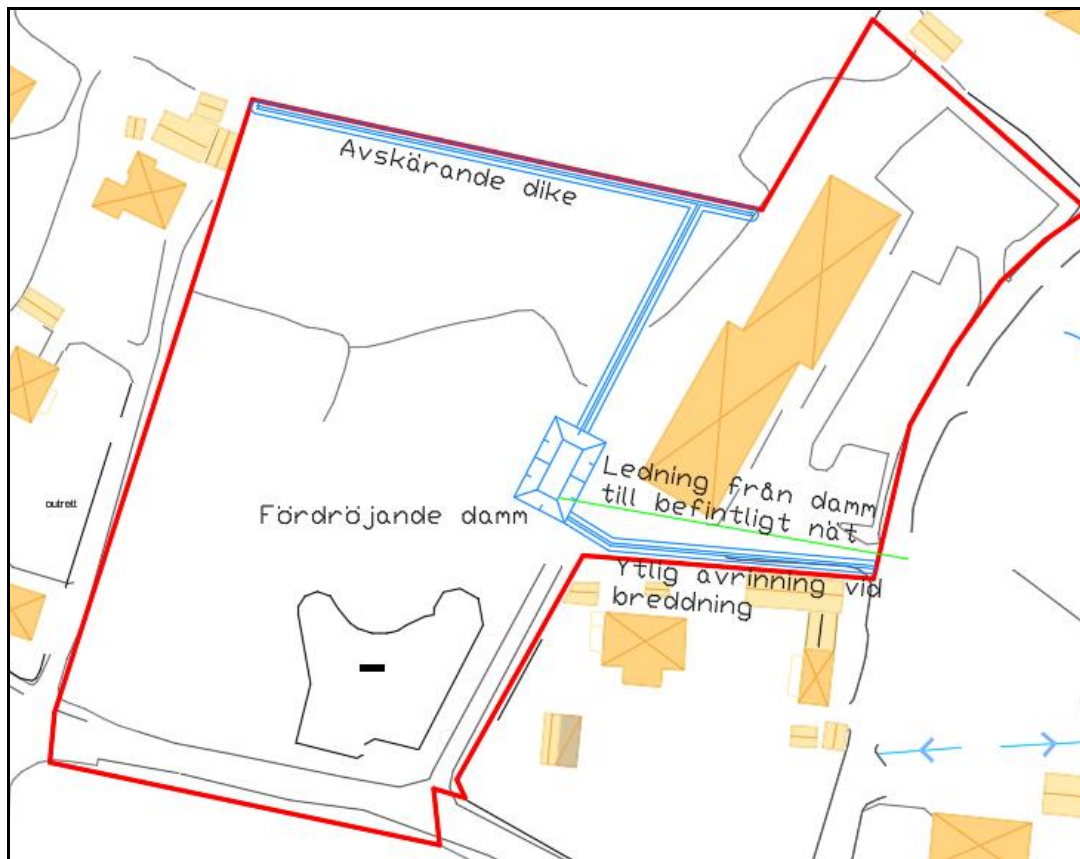 Avskärande dike
Ledning från damm
till befintligt nät
Fördröjande damm
Ytlig avrinning vid
breddning
outrett